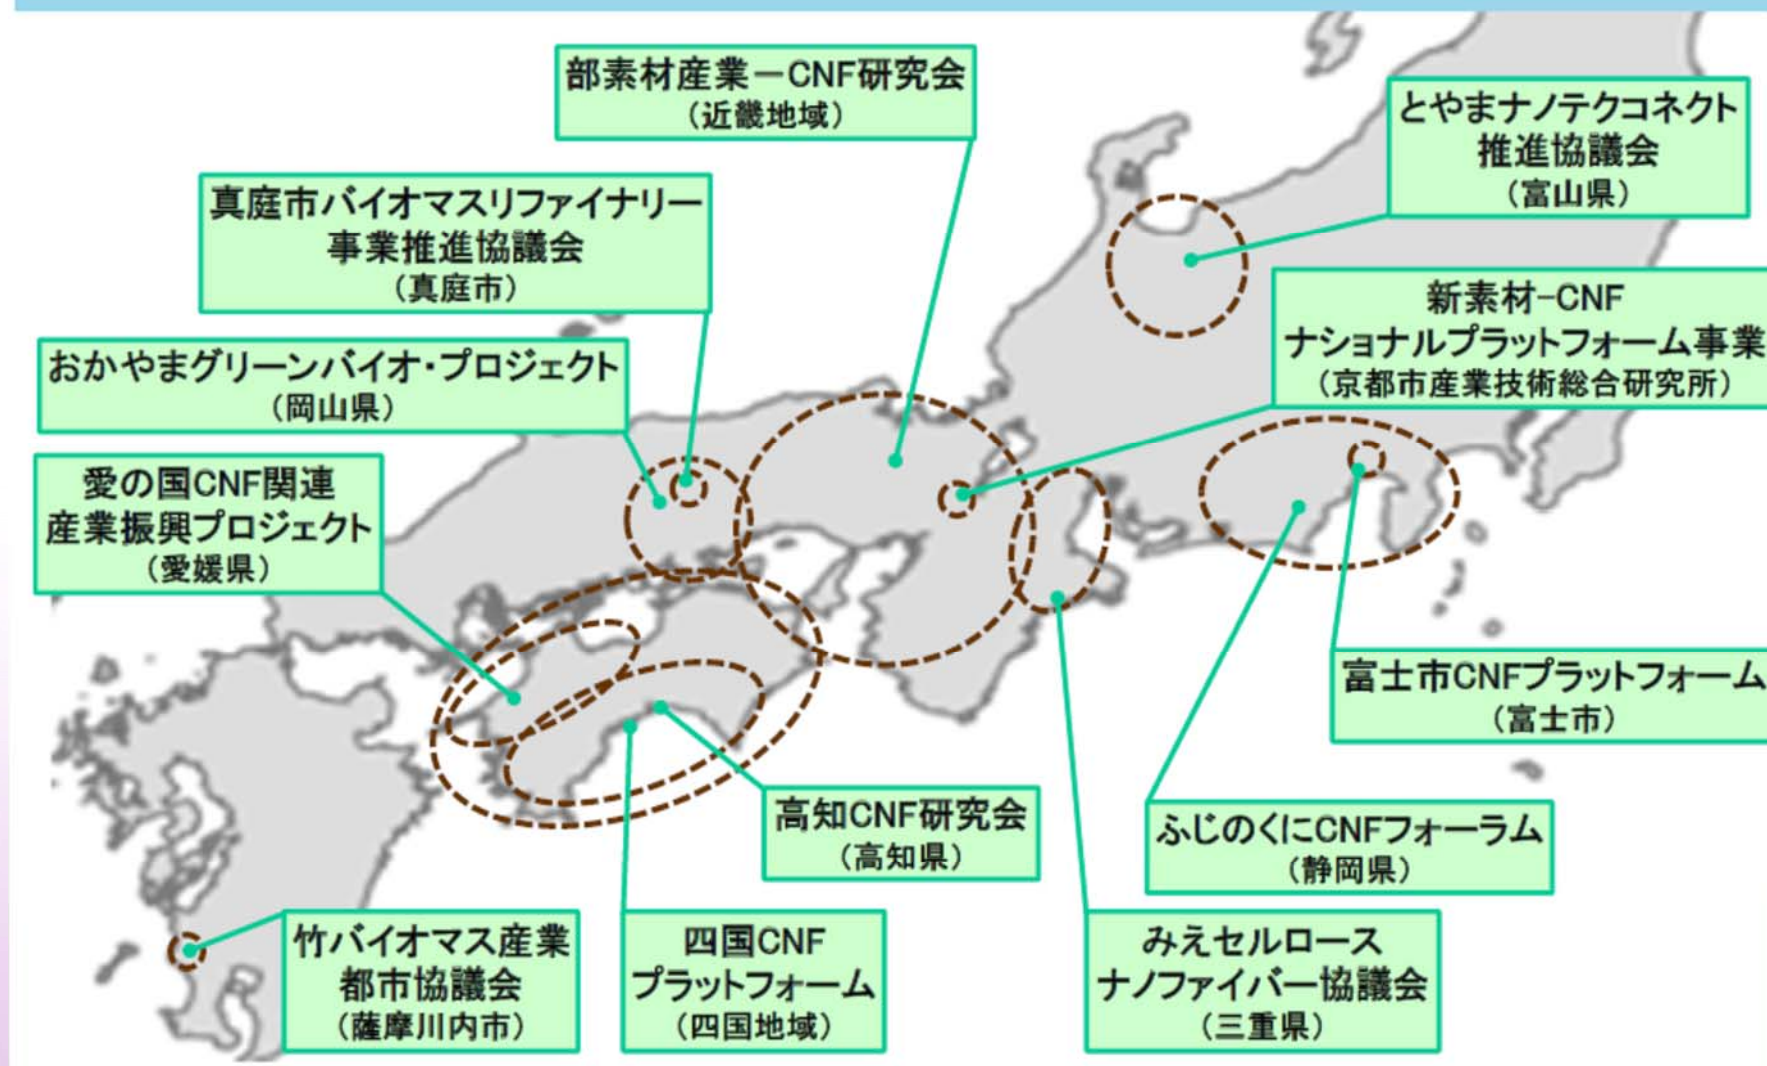 部素材産業－CNF研究会
（近畿地域）
とやまナノテクコネクト
推進協議会
（富山県）
真庭市バイオマスリファイナリー
事業推進協議会
（真庭市）
新素材-CNF
ナショナルプラットフォーム事業
（京都市産業技術総合研究所）
おかやまグリーンバイオ・プロジェクト
（岡山県）
愛の国CNF関連
産業振興プロジェクト
（愛媛県）
富士市CNFプラットフォーム
（富士市）
高知CNF研究会
（高知県）
ふじのくにCNFフォーラム
（静岡県）
竹バイオマス産業
都市協議会
（薩摩川内市）
四国CNF
プラットフォーム
（四国地域）
みえセルロース
ナノファイバー協議会
（三重県）